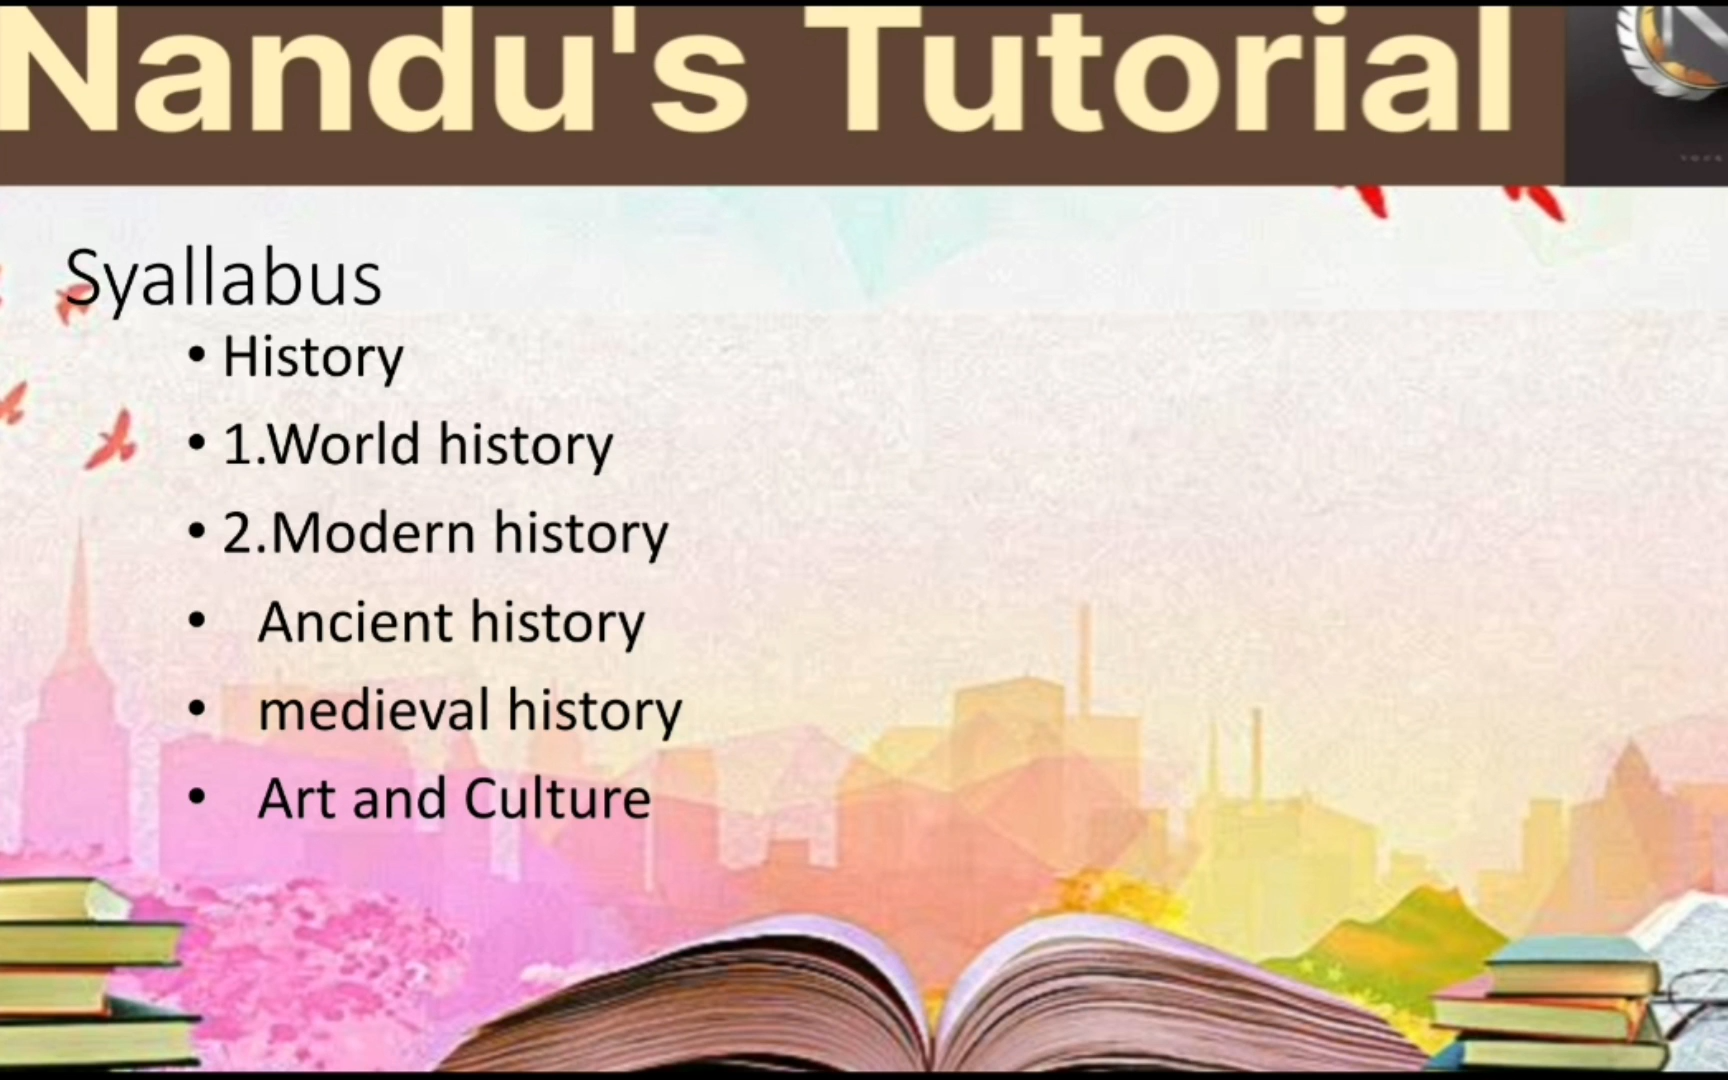 Nandu's Tutorial
Syallabus
• History
• 1.World history
• 2.Modern history
• Ancient history
• medieval history
• Art and Culture